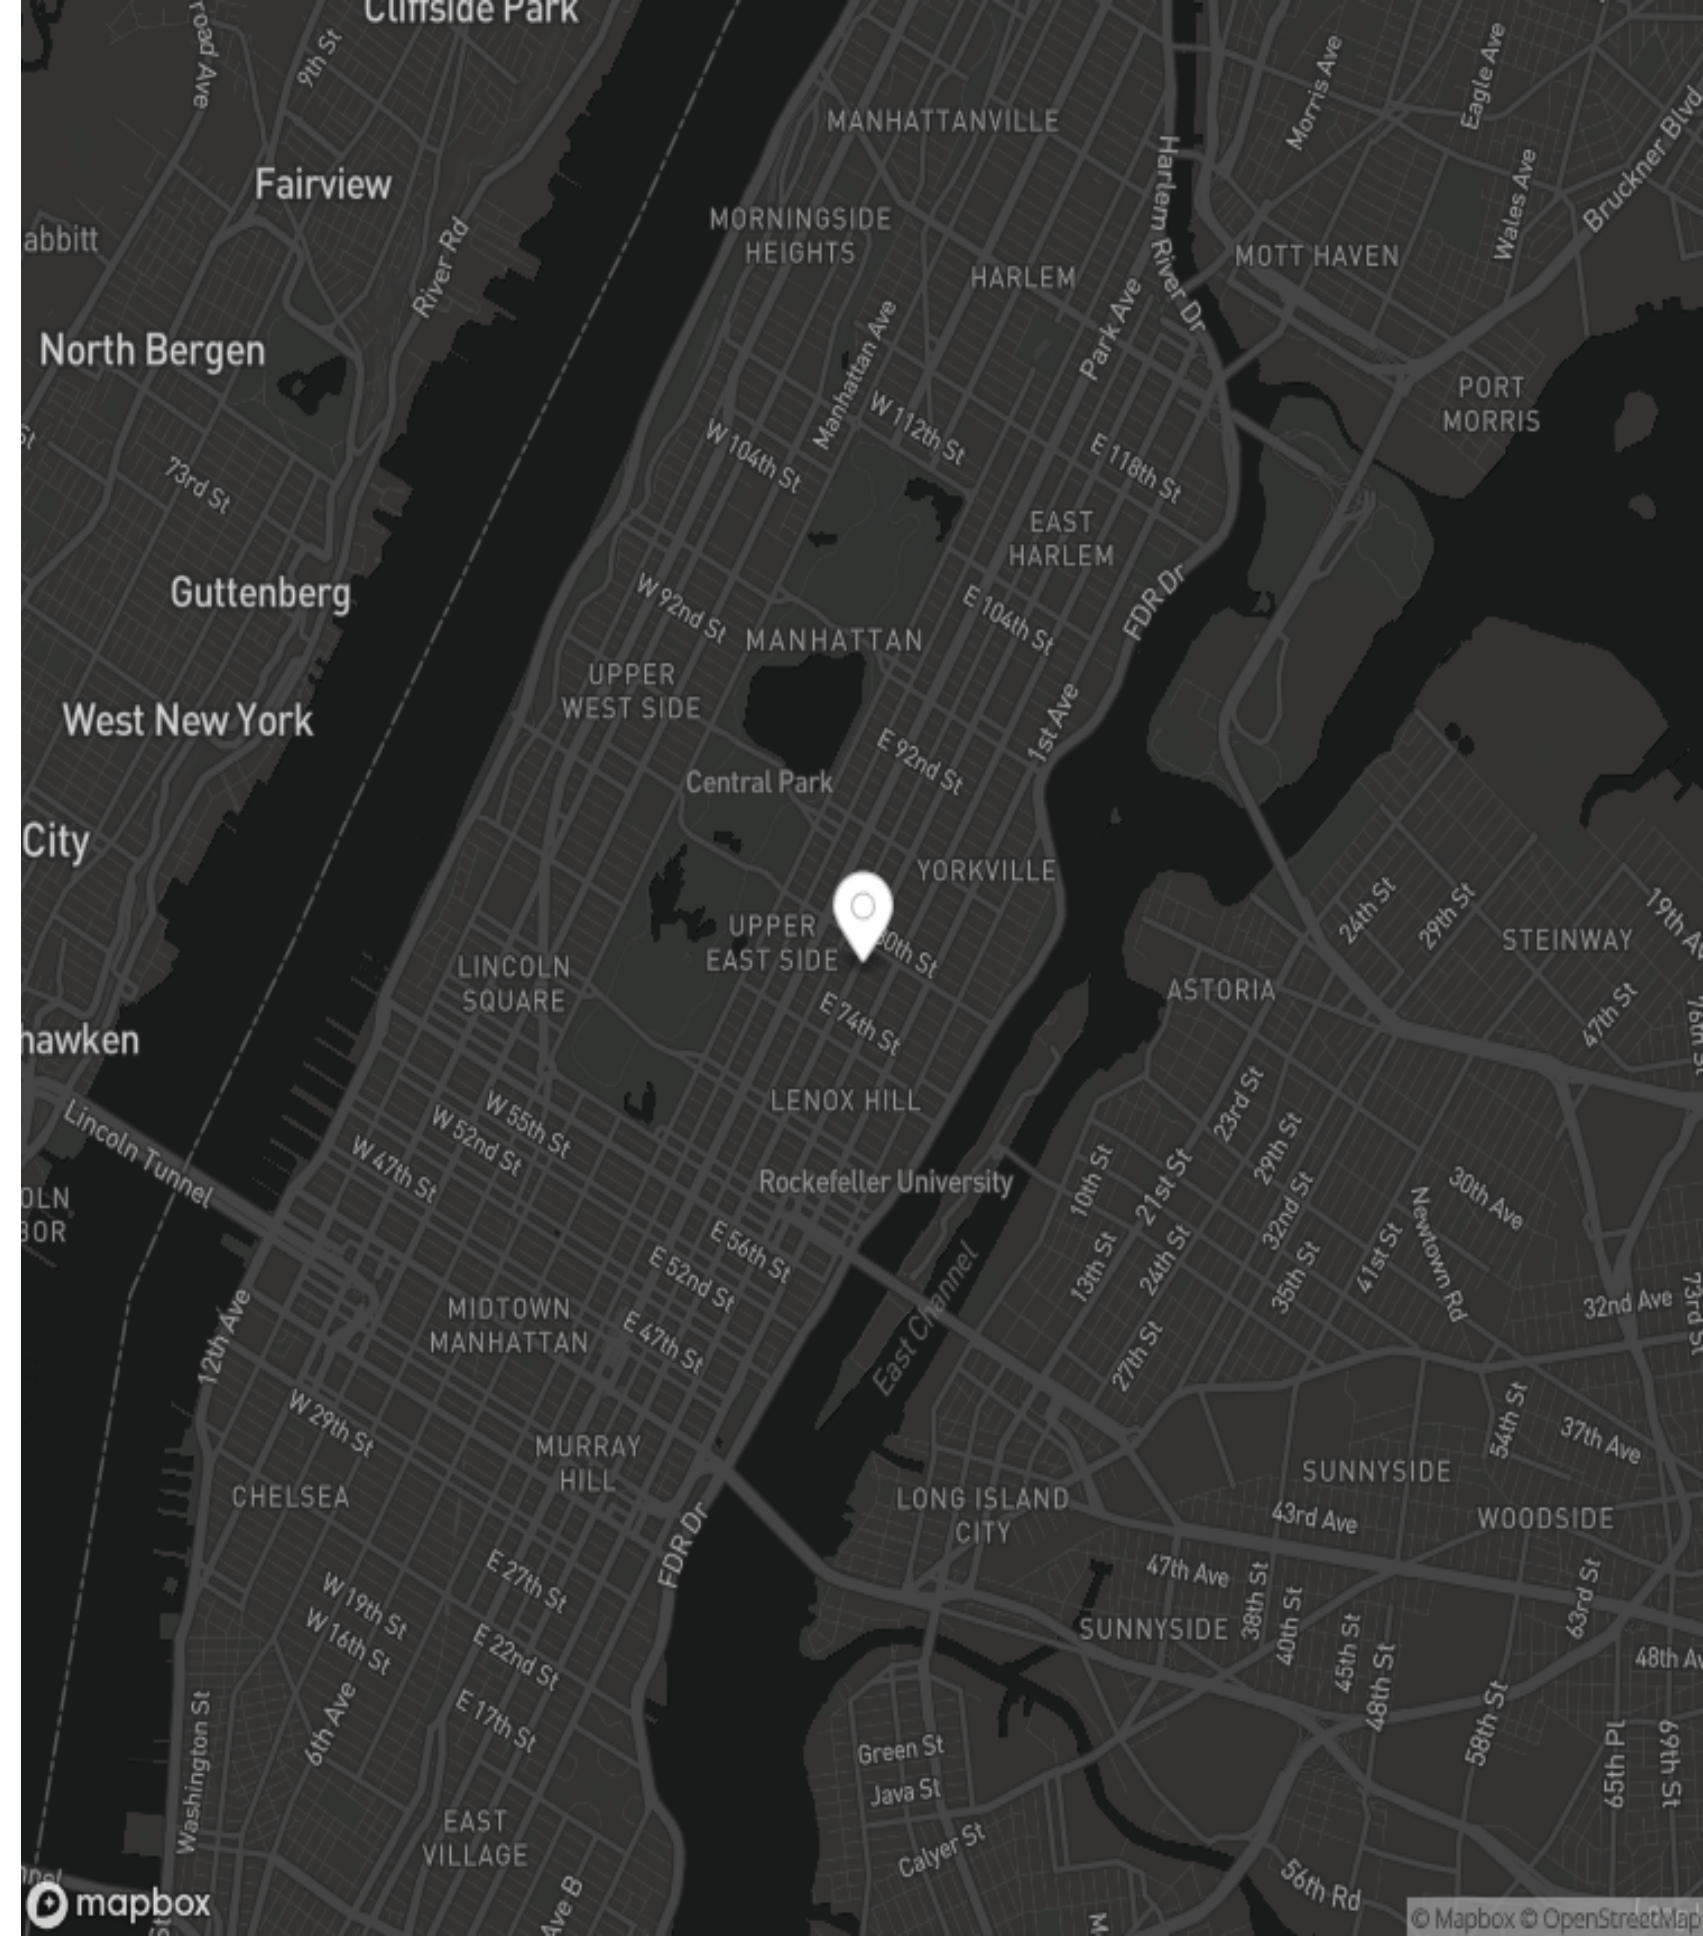 Cliffside Park
road Ave
9th St
MANHATTANVILLE
Morris Ave
Eagle Ave
Bruckner Blvd
Fairview
Harlem River Dr
Wales Ave
abbitt
River Rd
MORNINGSIDE
HEIGHTS
HARLEM
MOTT HAVEN
North Bergen
Manhattan Ave
Park Ave
PORT
MORRIS
St
73rd St
W 104th St
W 112th St
E 118th St
EAST
HARLEM
Guttenberg
W 92nd St
MANHATTAN
E 104th St
FDR Dr
West New York
UPPER
WEST SIDE
1st Ave
E 92nd St
Central Park
City
YORKVILLE
UPPER
EAST SIDE
80th St
24th St
29th St
19th Av
STEINWAY
LINCOLN
SQUARE
ASTORIA
E 74th St
47th St
76th St
hawken
LENOX HILL
Lincoln Tunnel
W 55th St
W 52nd St
W 47th St
23rd St
29th St
10th St
21st St
32nd St
30th Ave
Newtown Rd
OLN
BOR
Rockefeller University
E 56th St
E 52nd St
E 47th St
East Channel
13th St
24th St
35th St
41st St
27th St
32nd Ave
73rd St
12th Ave
MIDTOWN
MANHATTAN
W 29th St
MURRAY
HILL
54th St
37th Ave
CHELSEA
FDR Dr
LONG ISLAND
CITY
SUNNYSIDE
43rd Ave
WOODSIDE
E 27th St
W 19th St
W 16th St
E 22nd St
47th Ave
38th St
40th St
45th St
48th St
63rd St
SUNNYSIDE
48th Av
Washington St
6th Ave
E 17th St
Green St
Java St
Calyer St
58th St
65th Pl
69th St
EAST
VILLAGE
Ave B
56th Rd
M
nnel
St
mapbox
© Mapbox © OpenStreetMap